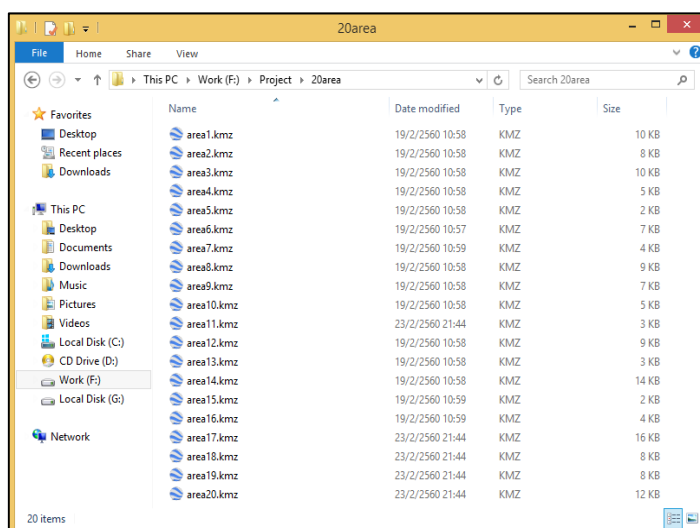 20area
File Home Share View
This PC Work (F:) Project 20area Search 20area
Favorites
Desktop
Recent places
Downloads
This PC
Desktop
Documents
Downloads
Music
Pictures
Videos
Local Disk (C:)
CD Drive (D:)
Work (F:)
Local Disk (G:)
Network
Name Date modified Type Size
area1.kmz 19/2/2560 10:58 KMZ 10 KB
area2.kmz 19/2/2560 10:58 KMZ 8 KB
area3.kmz 19/2/2560 10:58 KMZ 10 KB
area4.kmz 19/2/2560 10:58 KMZ 5 KB
area5.kmz 19/2/2560 10:58 KMZ 2 KB
area6.kmz 19/2/2560 10:57 KMZ 7 KB
area7.kmz 19/2/2560 10:59 KMZ 4 KB
area8.kmz 19/2/2560 10:58 KMZ 9 KB
area9.kmz 19/2/2560 10:58 KMZ 7 KB
area10.kmz 19/2/2560 10:58 KMZ 5 KB
area11.kmz 23/2/2560 21:44 KMZ 3 KB
area12.kmz 19/2/2560 10:58 KMZ 9 KB
area13.kmz 19/2/2560 10:58 KMZ 3 KB
area14.kmz 19/2/2560 10:58 KMZ 14 KB
area15.kmz 19/2/2560 10:59 KMZ 2 KB
area16.kmz 19/2/2560 10:59 KMZ 4 KB
area17.kmz 23/2/2560 21:44 KMZ 16 KB
area18.kmz 23/2/2560 21:44 KMZ 8 KB
area19.kmz 23/2/2560 21:44 KMZ 8 KB
area20.kmz 23/2/2560 21:44 KMZ 12 KB
20 items